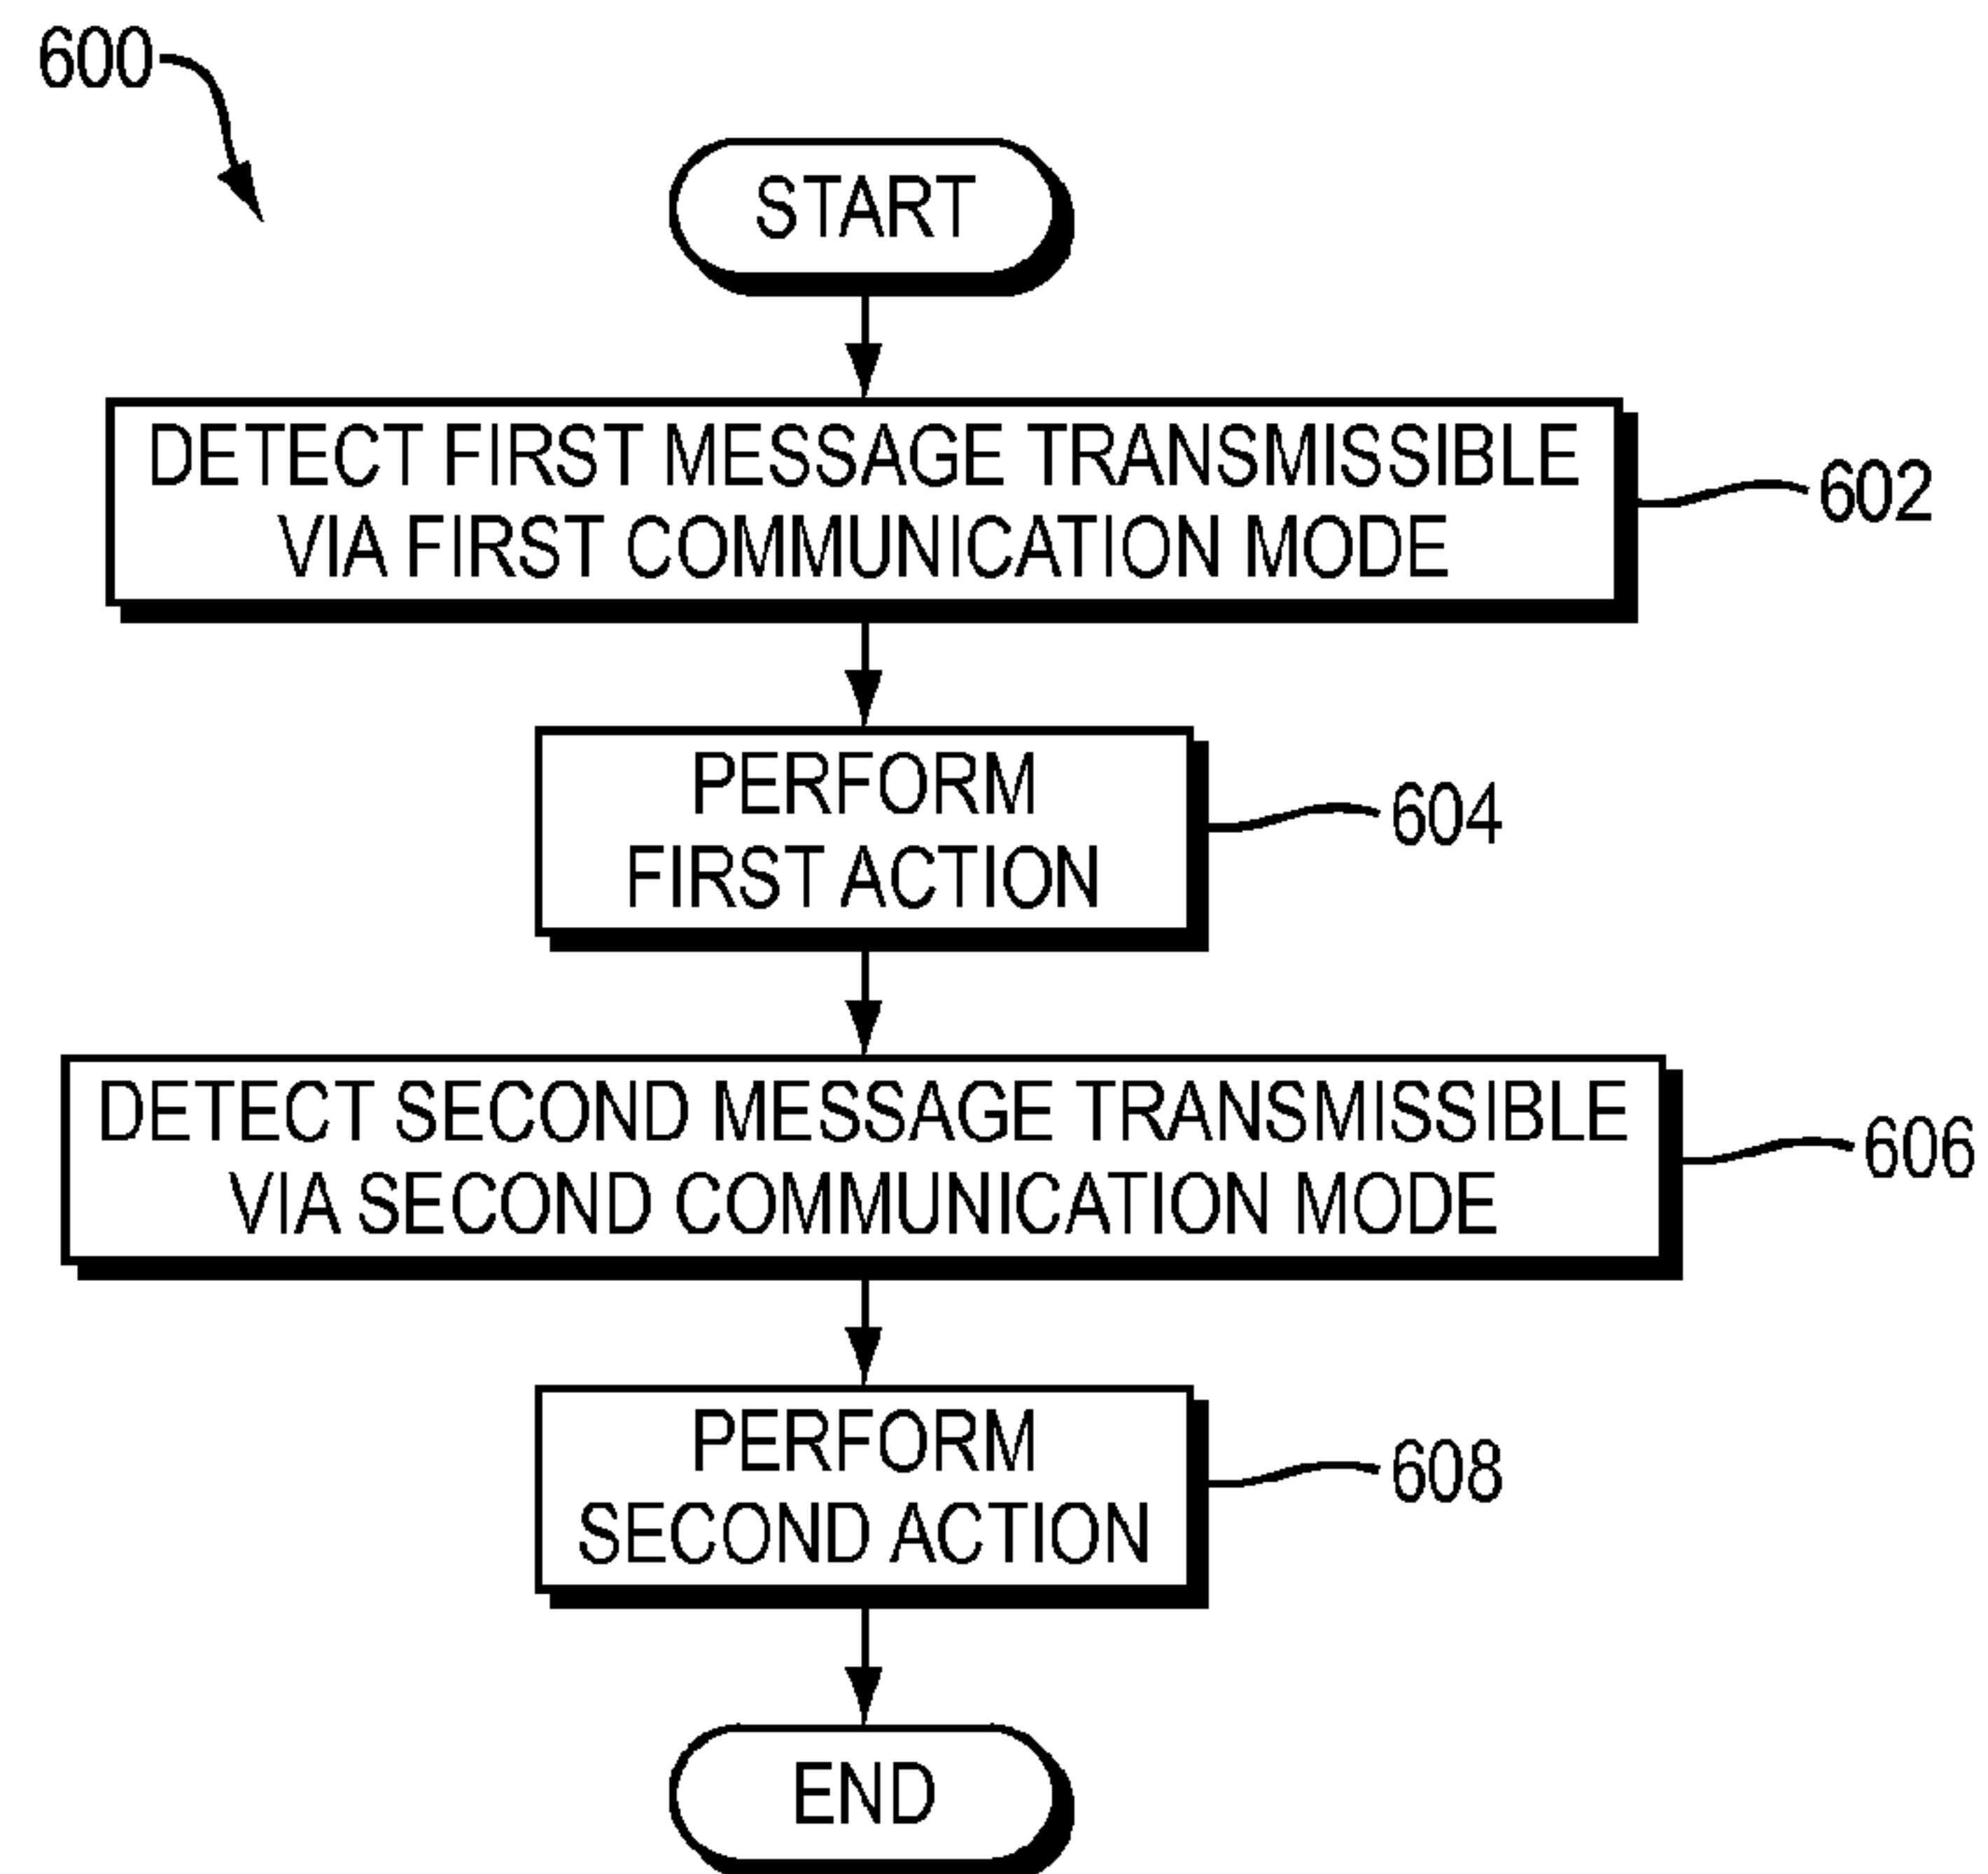 600
START
DETECT FIRST MESSAGE TRANSMISSIBLE
VIA FIRST COMMUNICATION MODE
602
PERFORM
FIRST ACTION
604
DETECT SECOND MESSAGE TRANSMISSIBLE
VIA SECOND COMMUNICATION MODE
606
PERFORM
SECOND ACTION
608
END